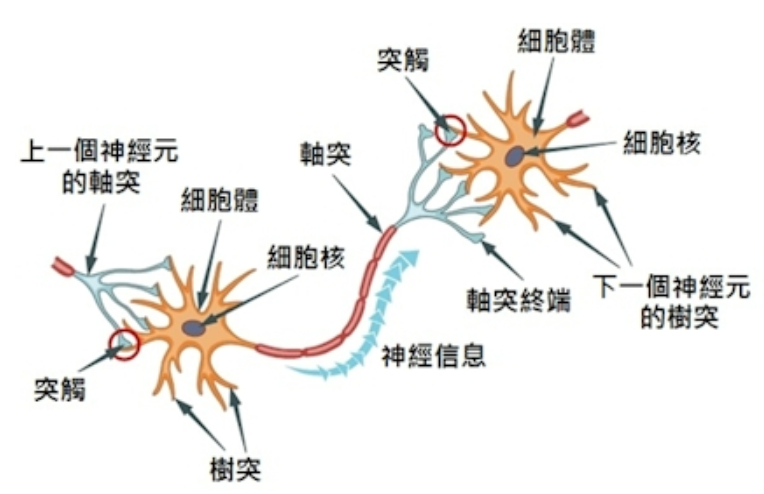 細胞體
突觸
細胞核
軸突
上一個神經元
的軸突
細胞體
細胞核
軸突終端
下一個神經元
的樹突
神經信息
突觸
樹突